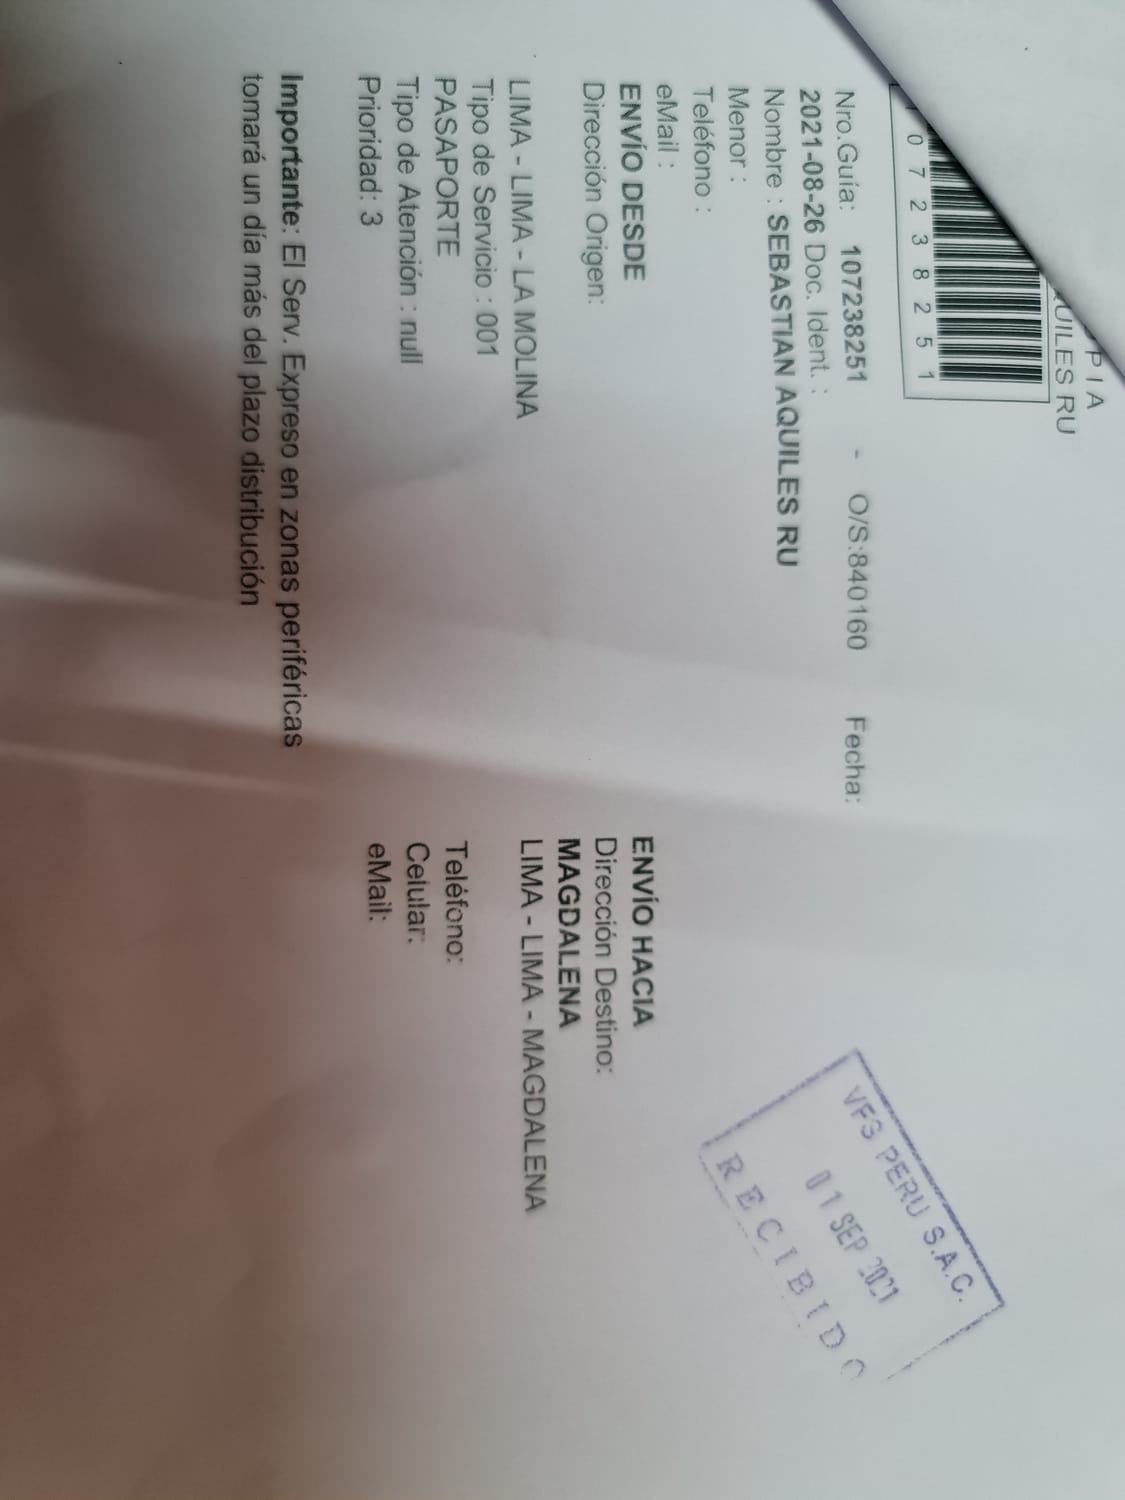 PIA
QUILES RU
0 7 2 3 8 2 5 1
Nro.Guía: 107238251 - O/S:840160 Fecha:
2021-08-26 Doc. Ident. :
Nombre : SEBASTIAN AQUILES RU
Menor :
Teléfono :
eMail :
ENVÍO DESDE
Dirección Origen:
LIMA - LIMA - LA MOLINA
Tipo de Servicio : 001
PASAPORTE
Tipo de Atención : null
Prioridad: 3
Importante: El Serv. Expreso en zonas periféricas
tomará un día más del plazo distribución
ENVÍO HACIA
Dirección Destino:
MAGDALENA
LIMA - LIMA - MAGDALENA
Teléfono:
Celular:
eMail:
VFS PERU S.A.C.
01 SEP 2021
RECIBIDO